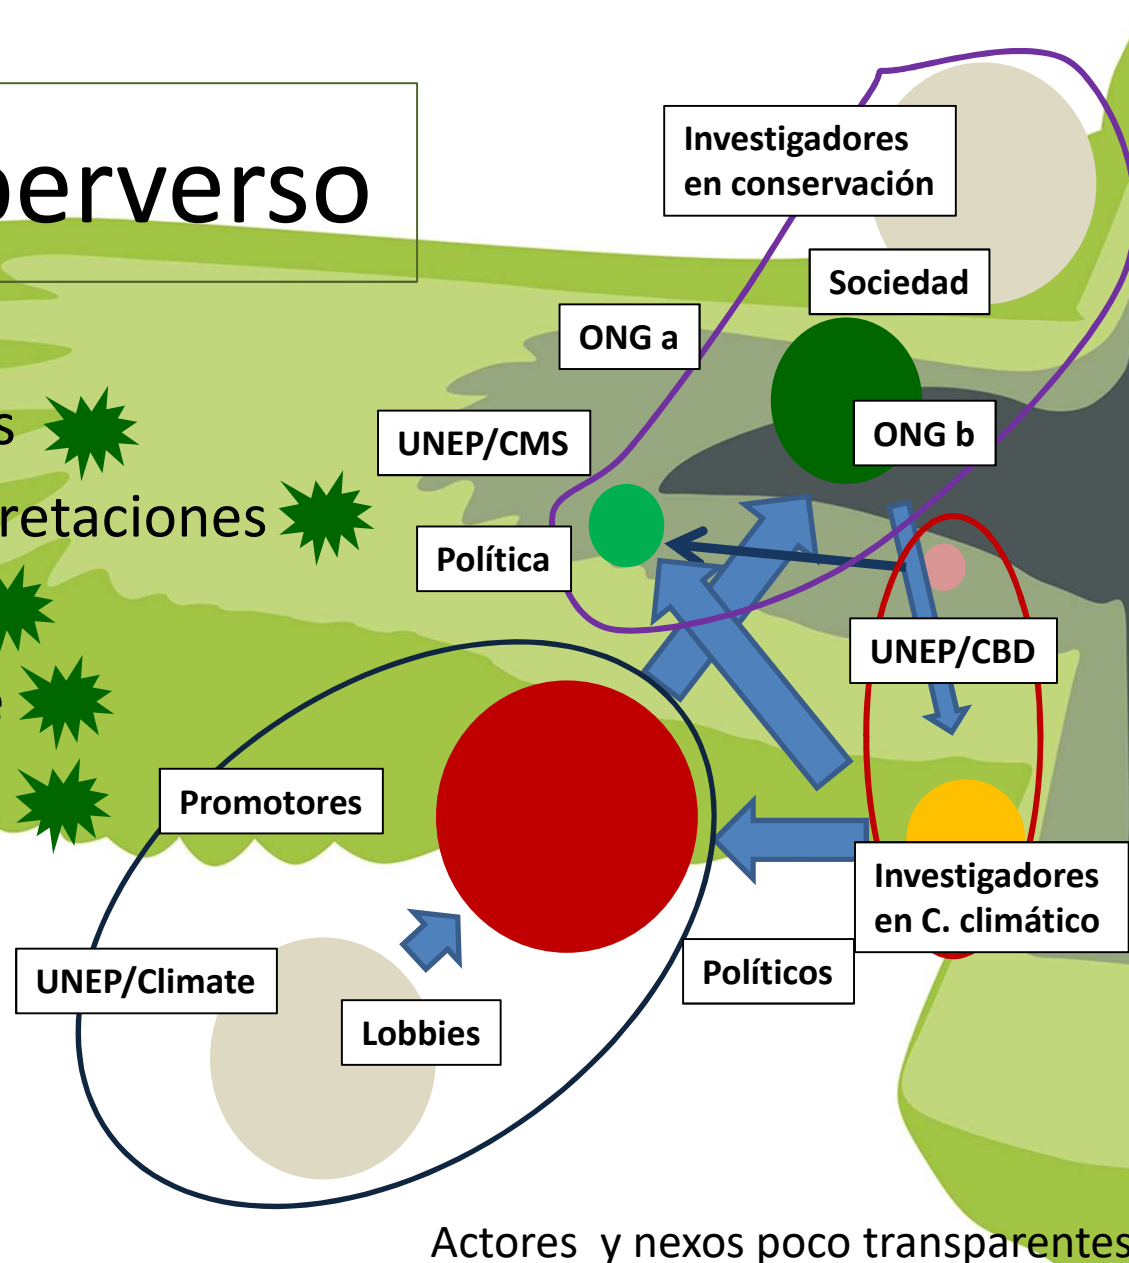 perverso
Investigadores
en conservación
Sociedad
ONG a
s
ONG b
UNEP/CMS
retaciones
Política
UNEP/CBD
e
Promotores
Investigadores
en C. climático
Políticos
UNEP/Climate
Lobbies
Actores y nexos poco transparentes